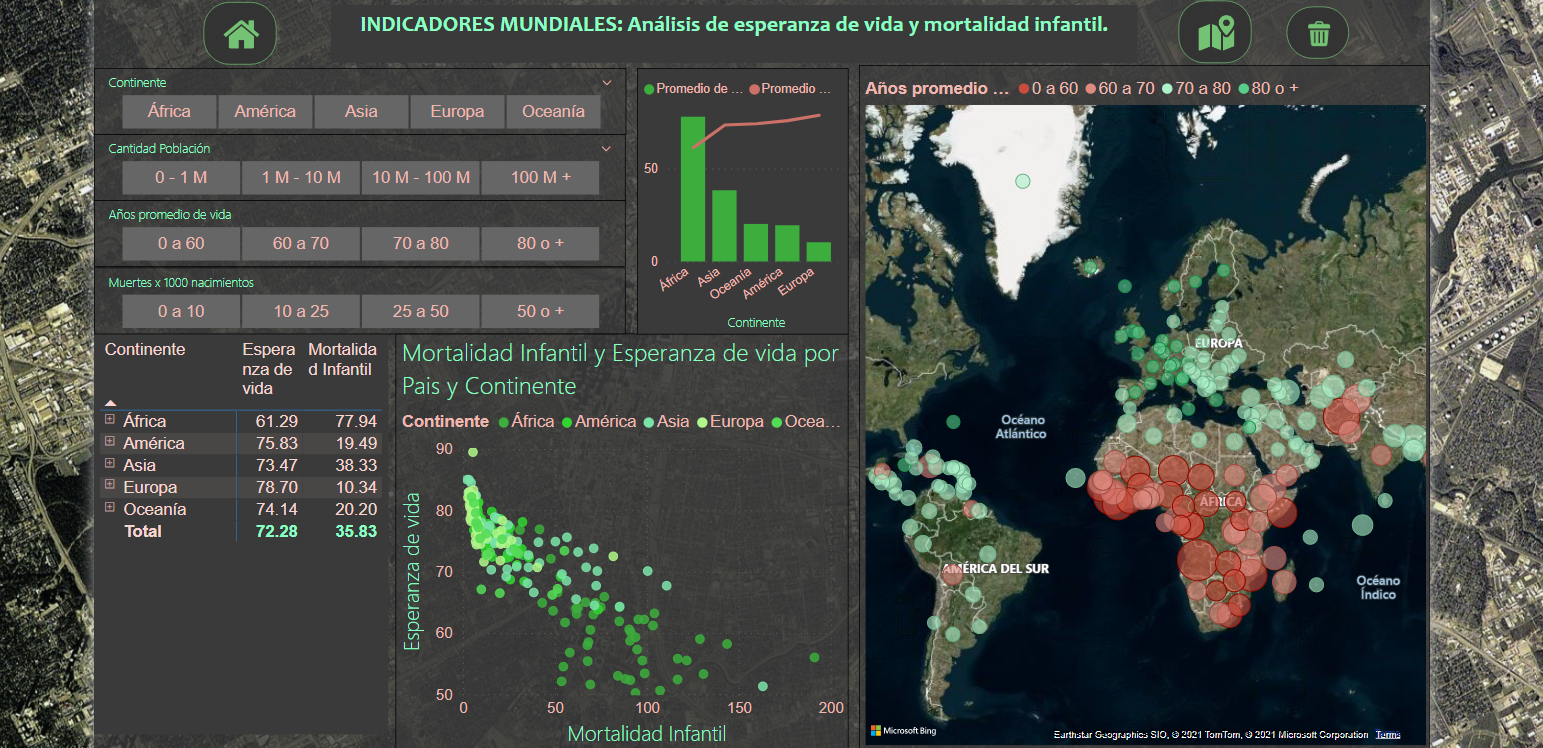 INDICADORES MUNDIALES: Análisis de esperanza de vida y mortalidad infantil.
Continente
África América Asia Europa Oceanía
Cantidad Población
0 - 1 M 1 M - 10 M 10 M - 100 M 100 M +
Años promedio de vida
0 a 60 60 a 70 70 a 80 80 o +
Muertes x 1000 nacimientos
0 a 10 10 a 25 25 a 50 50 o +
Promedio de ... Promedio ...
50
0
África Asia Oceanía América Europa
Continente
Años promedio ... 0 a 60 60 a 70 70 a 80 80 o +
EUROPA
Océano
Atlántico
ÁFRICA
AMÉRICA DEL SUR
Océano
Índico
Microsoft Bing
Earthstar Geographics SIO, © 2021 TomTom, © 2021 Microsoft Corporation Terms
Continente Espera Mortalida
nza de d Infantil
vida
África 61.29 77.94
América 75.83 19.49
Asia 73.47 38.33
Europa 78.70 10.34
Oceanía 74.14 20.20
Total 72.28 35.83
Mortalidad Infantil y Esperanza de vida por
Pais y Continente
Continente África América Asia Europa Ocea...
Esperanza de vida
90
80
70
60
50
0 50 100 150 200
Mortalidad Infantil